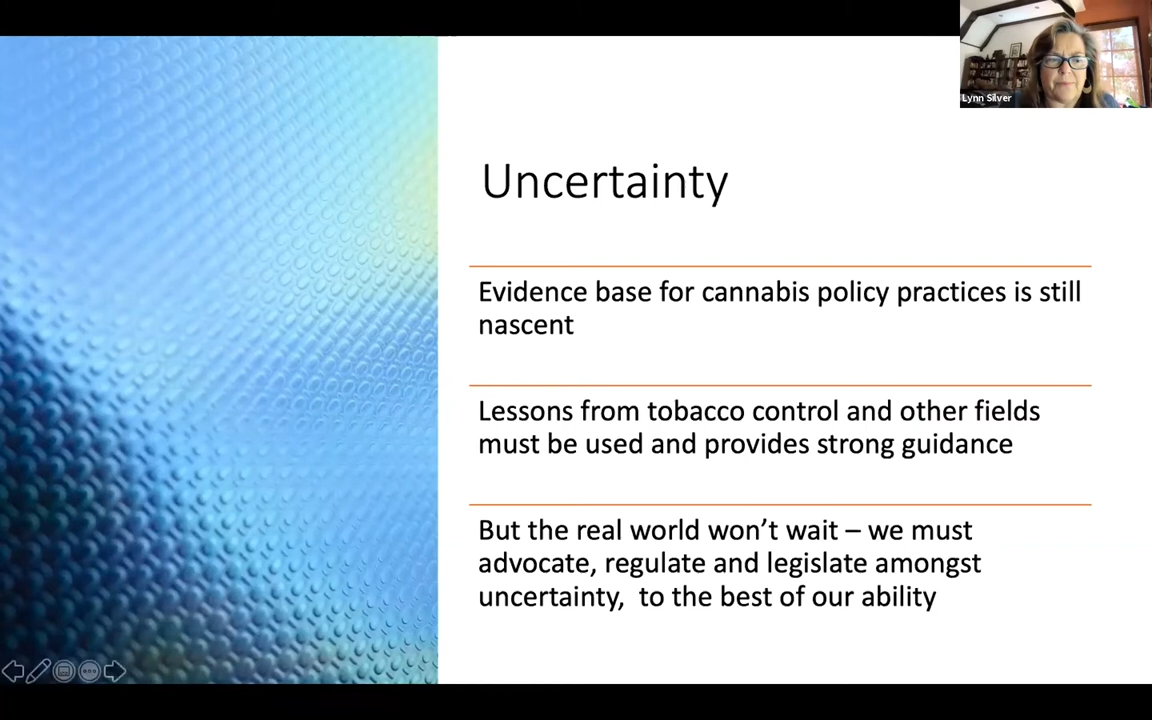 Lynn Silver
Uncertainty
Evidence base for cannabis policy practices is still
nascent
Lessons from tobacco control and other fields
must be used and provides strong guidance
But the real world won’t wait – we must
advocate, regulate and legislate amongst
uncertainty,  to the best of our ability